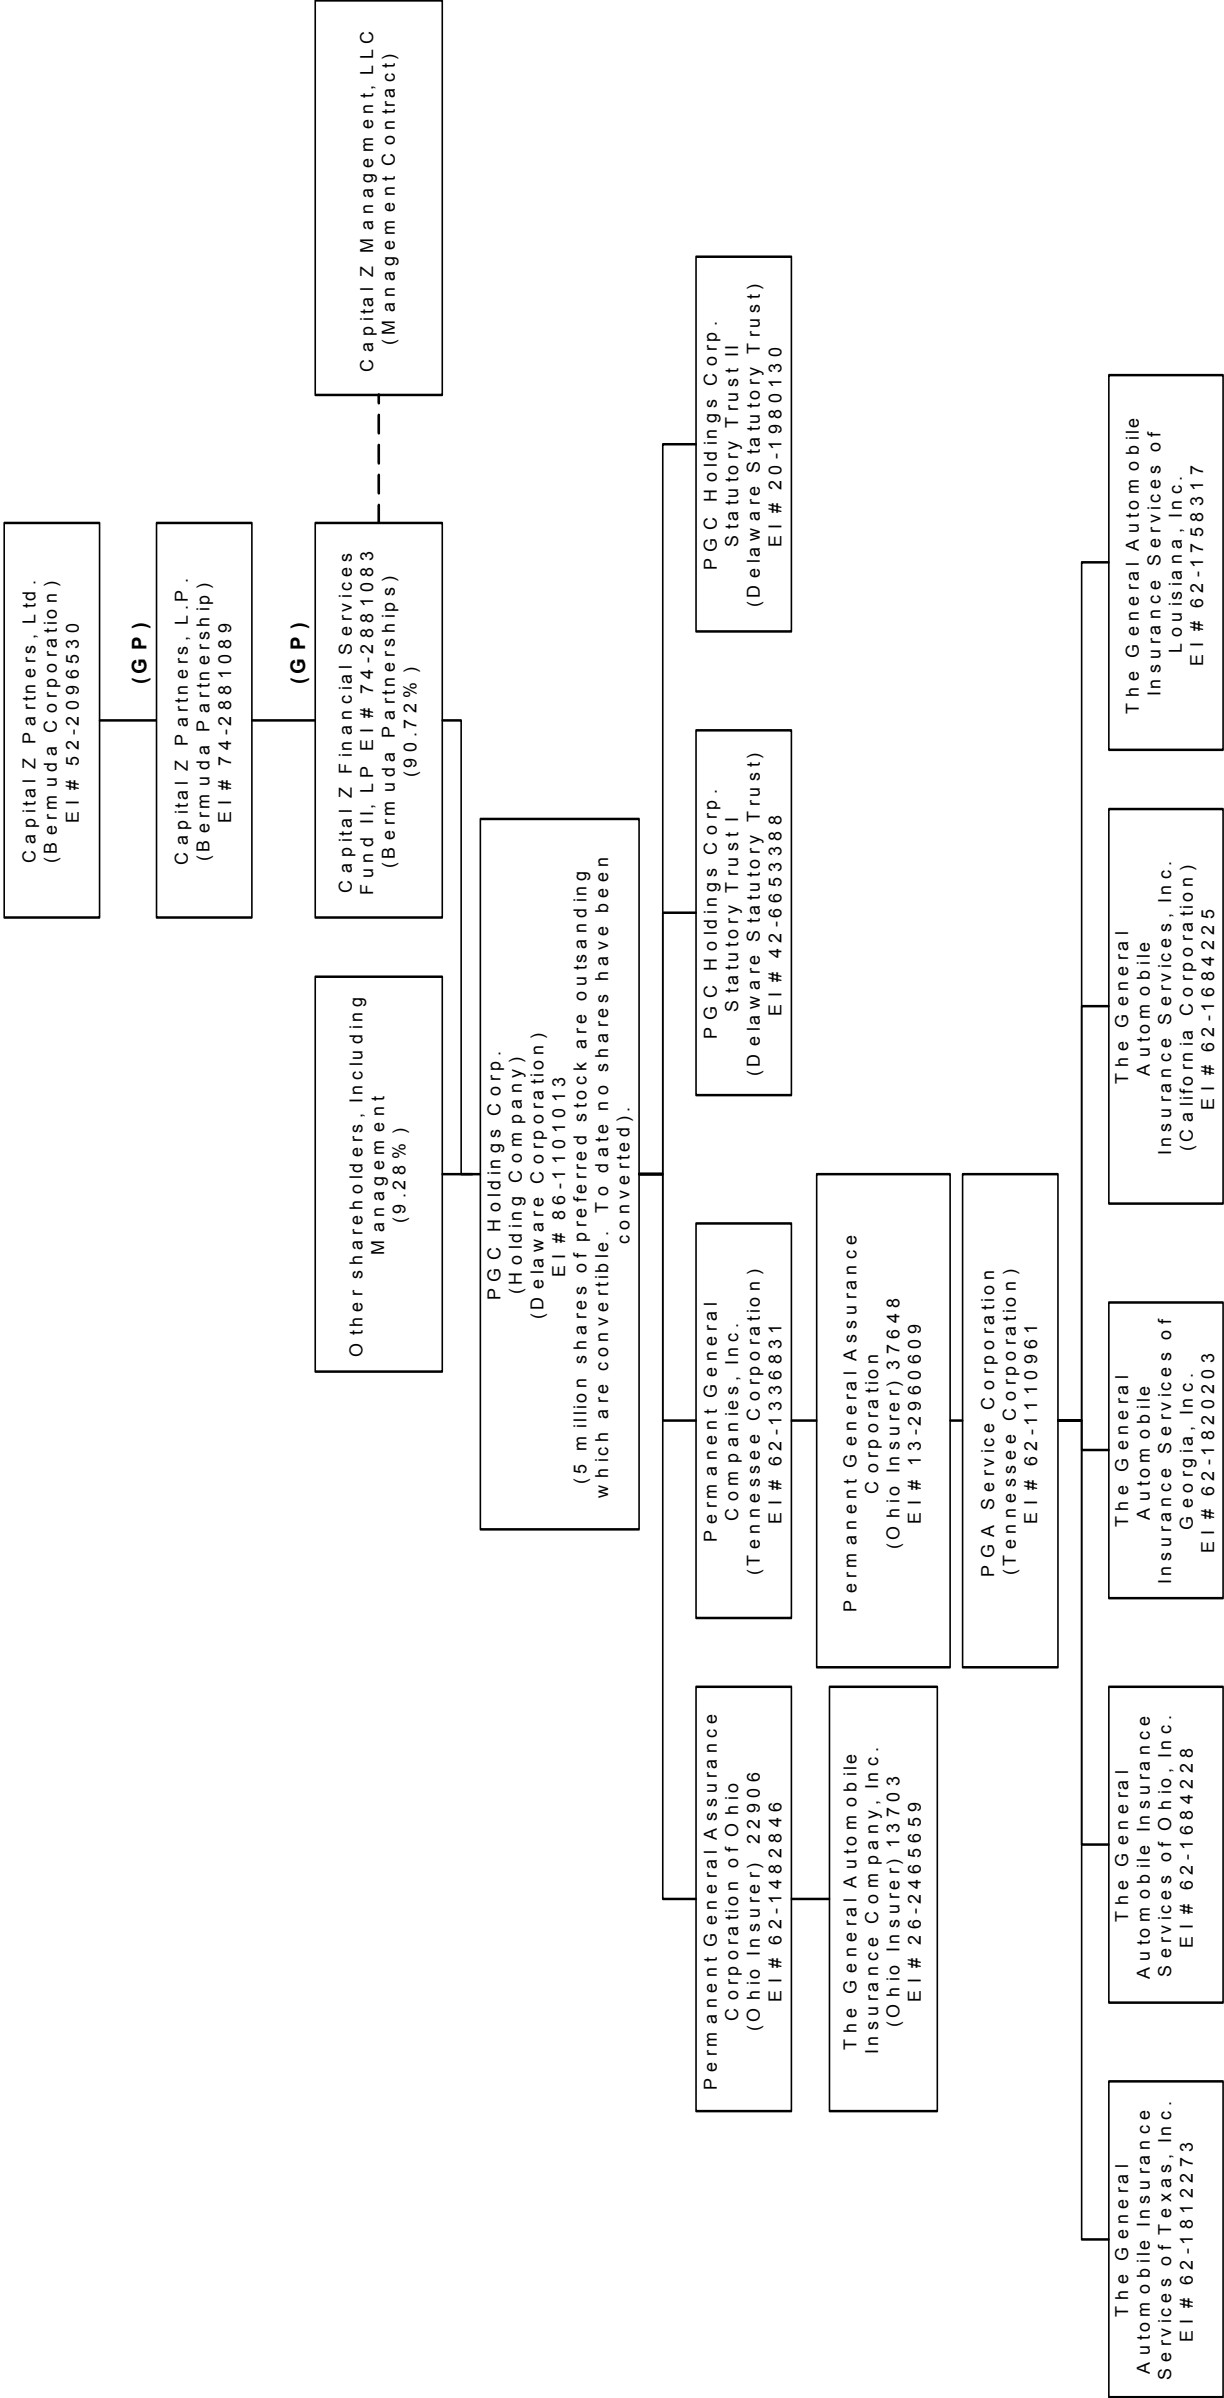 Capital Z Partners, Ltd.
(Bermuda Corporation)
EI # 52-2096530
(GP)
Capital Z Partners, L.P.
(Bermuda Partnership)
EI # 74-2881089
(GP)
Other shareholders, Including
Management
(9.28%)
Capital Z Financial Services
Fund II, LP EI # 74-2881083
(Bermuda Partnerships)
(90.72%)
Capital Z Management, LLC
(Management Contract)
PGC Holdings Corp.
(Holding Company)
(Delaware Corporation)
EI # 86-1101013
(5 million shares of preferred stock are outsanding
which are convertible. To date no shares have been
converted).
Permanent General Assurance
Corporation of Ohio
(Ohio Insurer) 22906
EI # 62-1482846
Permanent General
Companies, Inc.
(Tennessee Corporation)
EI # 62-1336831
PGC Holdings Corp.
Statutory Trust I
(Delaware Statutory Trust)
EI # 42-6653388
PGC Holdings Corp.
Statutory Trust II
(Delaware Statutory Trust)
EI # 20-1980130
The General Automobile
Insurance Company, Inc.
(Ohio Insurer) 13703
EI # 26-2465659
Permanent General Assurance
Corporation
(Ohio Insurer) 37648
EI # 13-2960609
PGA Service Corporation
(Tennessee Corporation)
EI # 62-1110961
The General
Automobile Insurance
Services of Texas, Inc.
EI # 62-1812273
The General
Automobile Insurance
Services of Ohio, Inc.
EI # 62-1684228
The General
Automobile
Insurance Services of
Georgia, Inc.
EI # 62-1820203
The General
Automobile
Insurance Services, Inc.
(California Corporation)
EI # 62-1684225
The General Automobile
Insurance Services of
Louisiana, Inc.
EI # 62-1758317